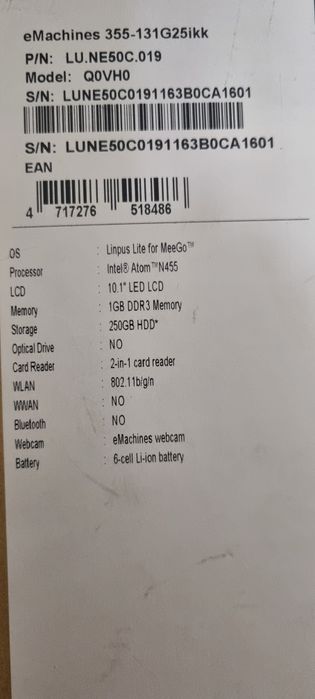 eMachines 355-131G25ikk
P/N: LU.NE50C.019
Model: Q0VH0
S/N: LUNE50C0191163B0CA1601
S/N: LUNE50C0191163B0CA1601
EAN
4 717276 518486
OS : Linpus Lite for MeeGo™
Processor : Intel® Atom™N455
LCD : 10.1" LED LCD
Memory : 1GB DDR3 Memory
Storage : 250GB HDD*
Optical Drive : NO
Card Reader : 2-in-1 card reader
WLAN : 802.11b/g/n
WWAN : NO
Bluetooth : NO
Webcam : eMachines webcam
Battery : 6-cell Li-ion battery